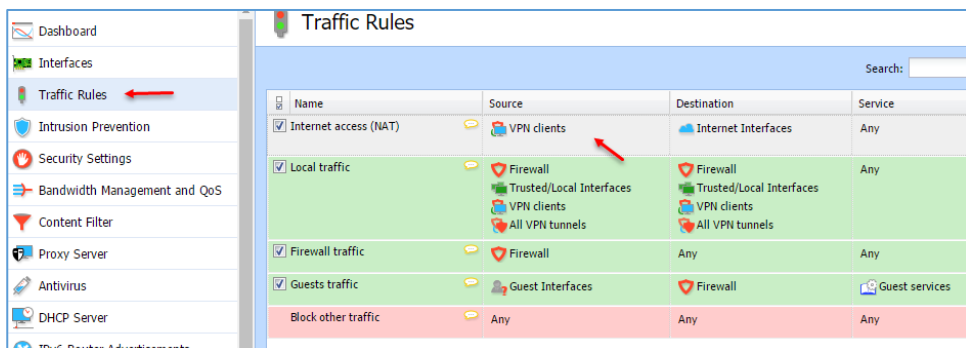 Traffic Rules
Dashboard
Interfaces
Traffic Rules
Intrusion Prevention
Security Settings
Bandwidth Management and QoS
Content Filter
Proxy Server
Antivirus
DHCP Server
Search:
Name Source Destination Service
Internet access (NAT) VPN clients Internet Interfaces Any
Local traffic Firewall Firewall Any
Trusted/Local Interfaces Trusted/Local Interfaces
VPN clients VPN clients
All VPN tunnels All VPN tunnels
Firewall traffic Firewall Any Any
Guests traffic Guest Interfaces Firewall Guest services
Block other traffic Any Any Any